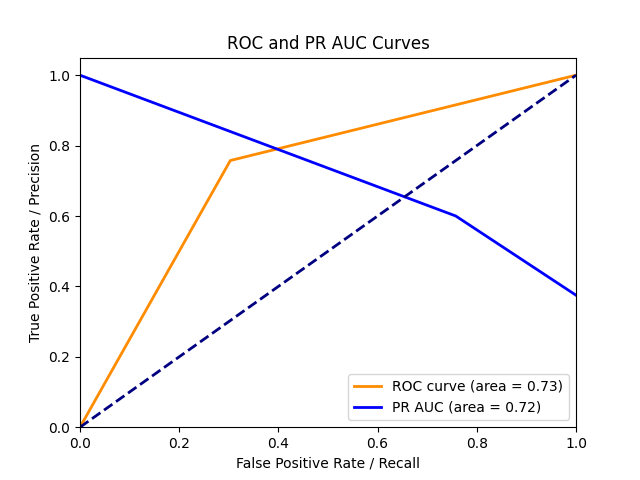 ROC and PR AUC Curves
True Positive Rate / Precision
1.0
0.8
0.6
0.4
0.2
0.0
0.0 0.2 0.4 0.6 0.8 1.0
False Positive Rate / Recall
ROC curve (area = 0.73)
PR AUC (area = 0.72)